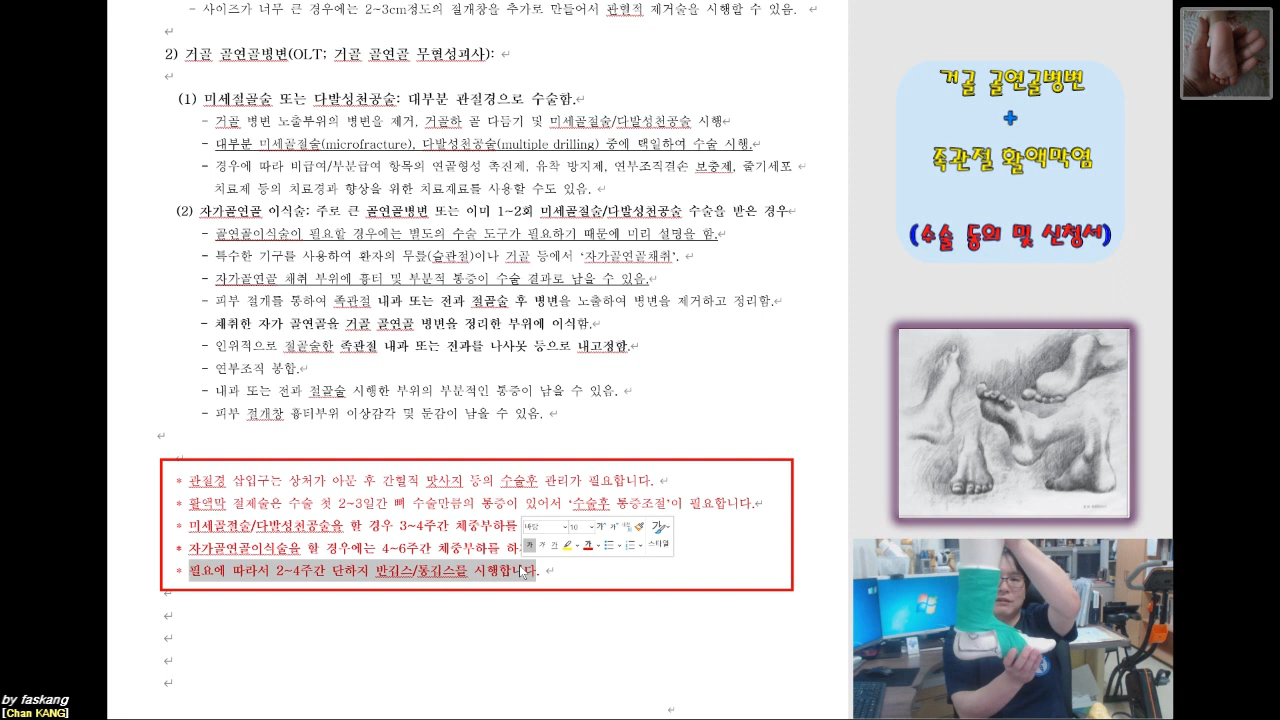 - 사이즈가 너무 큰 경우에는 2~3cm정도의 절개창을 추가로 만들어서 관혈적 제거술을 시행할 수 있음.
2) 거골 골연골병변(OLT; 거골 골연골 무혈성괴사):
(1) 미세절골술 또는 다발성천공술: 대부분 관절경으로 수술함.
- 거골 병변 노출부위의 병변을 제거, 거골하 골 다듬기 및 미세골절술/다발성천공술 시행
- 대부분 미세골절술(microfracture), 다발성천공술(multiple drilling) 중에 택일하여 수술 시행.
- 경우에 따라 비급여/부분급여 항목의 연골형성 촉진제, 유착 방지제, 연부조직결손 보충제, 줄기세포
치료제 등의 치료경과 향상을 위한 치료재료를 사용할 수도 있음.
(2) 자가골연골 이식술: 주로 큰 골연골병변 또는 이미 1~2회 미세골절술/다발성천공술 수술을 받은 경우
- 골연골이식술이 필요할 경우에는 별도의 수술 도구가 필요하기 때문에 미리 설명을 함.
- 특수한 기구를 사용하여 환자의 무릎(슬관절)이나 거골 등에서 ‘자가골연골채취’.
- 자가골연골 채취 부위에 흉터 및 부분적 통증이 수술 결과로 남을 수 있음.
- 피부 절개를 통하여 족관절 내과 또는 전과 절골술 후 병변을 노출하여 병변을 제거하고 정리함.
- 채취한 자가 골연골을 거골 골연골 병변을 정리한 부위에 이식함.
- 인위적으로 절골술한 족관절 내과 또는 전과를 나사못 등으로 내고정함.
- 연부조직 봉합.
- 내과 또는 전과 절골술 시행한 부위의 부분적인 통증이 남을 수 있음.
- 피부 절개창 흉터부위 이상감각 및 둔감이 남을 수 있음.
* 관절경 삽입구는 상처가 아문 후 간헐적 맛사지 등의 수술후 관리가 필요합니다.
* 활액막 절제술은 수술 첫 2~3일간 뼈 수술만큼의 통증이 있어서 ‘수술후 통증조절’이 필요합니다.
* 미세골절술/다발성천공술을 할 경우 3~4주간 체중부하를
* 자가골연골이식술을 할 경우에는 4~6주간 체중부하를 하
* 필요에 따라서 2~4주간 단하지 반깁스/통깁스를 시행합니다.
바탕 10 가 가
가 가 가 가 스타일
거골 골연골병변
+
족관절 활액막염
(수술 동의 및 신청서)
by faskang
[Chan KANG]